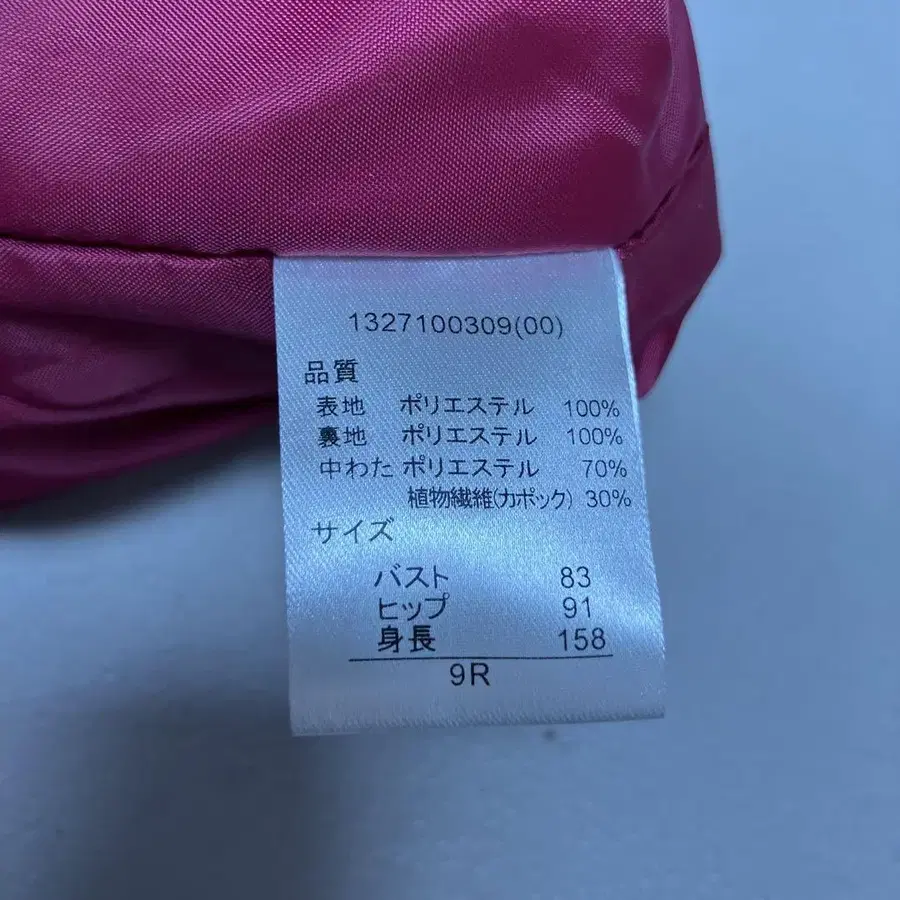 1327100309(00)
品質
表地 ポリエステル 100%
裏地 ポリエステル 100%
中わた ポリエステル 70%
植物繊維(カポック) 30%
サイズ
バスト 83
ヒップ 91
身長 158
9R